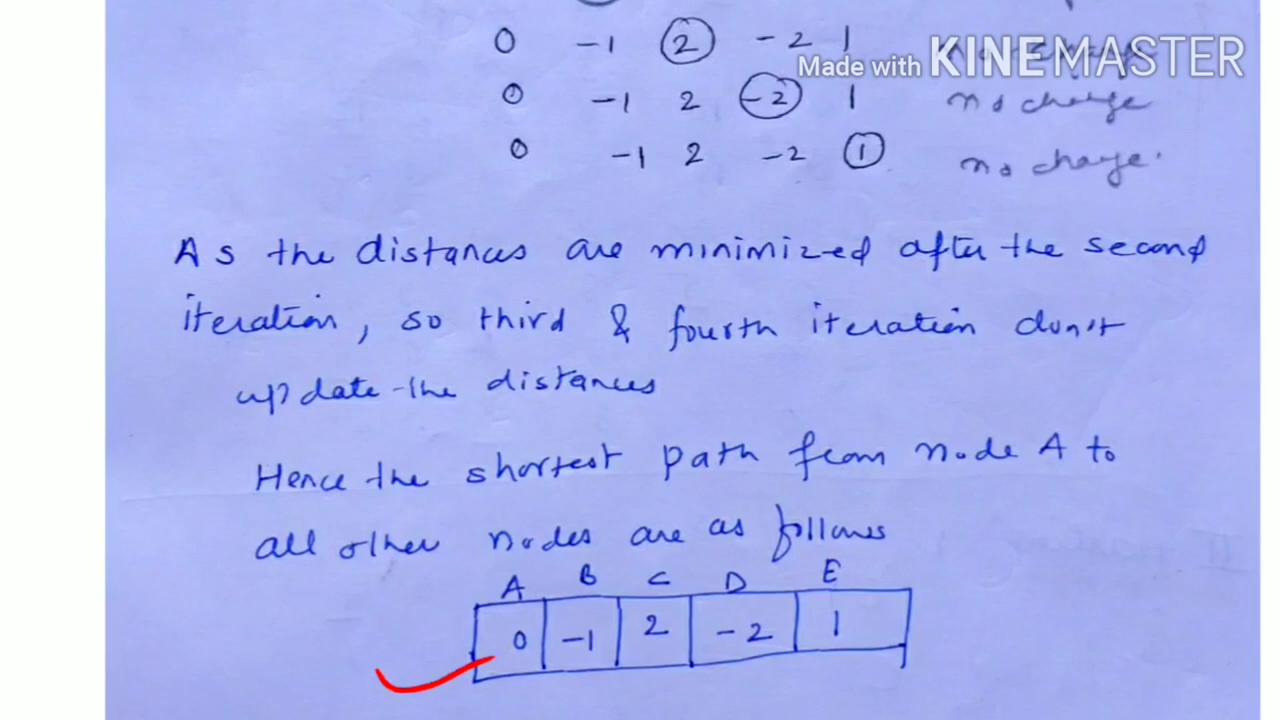 0 -1 2 -2 1
Made with KINEMASTER
0 -1 2 -2 1 no change
0 -1 2 -2 1 no change.
As the distances are minimized after the second
iteration, so third & fourth iteration don't
update the distances
Hence the shortest path from node A to
all other nodes are as follows
A B C D E
0 -1 2 -2 1